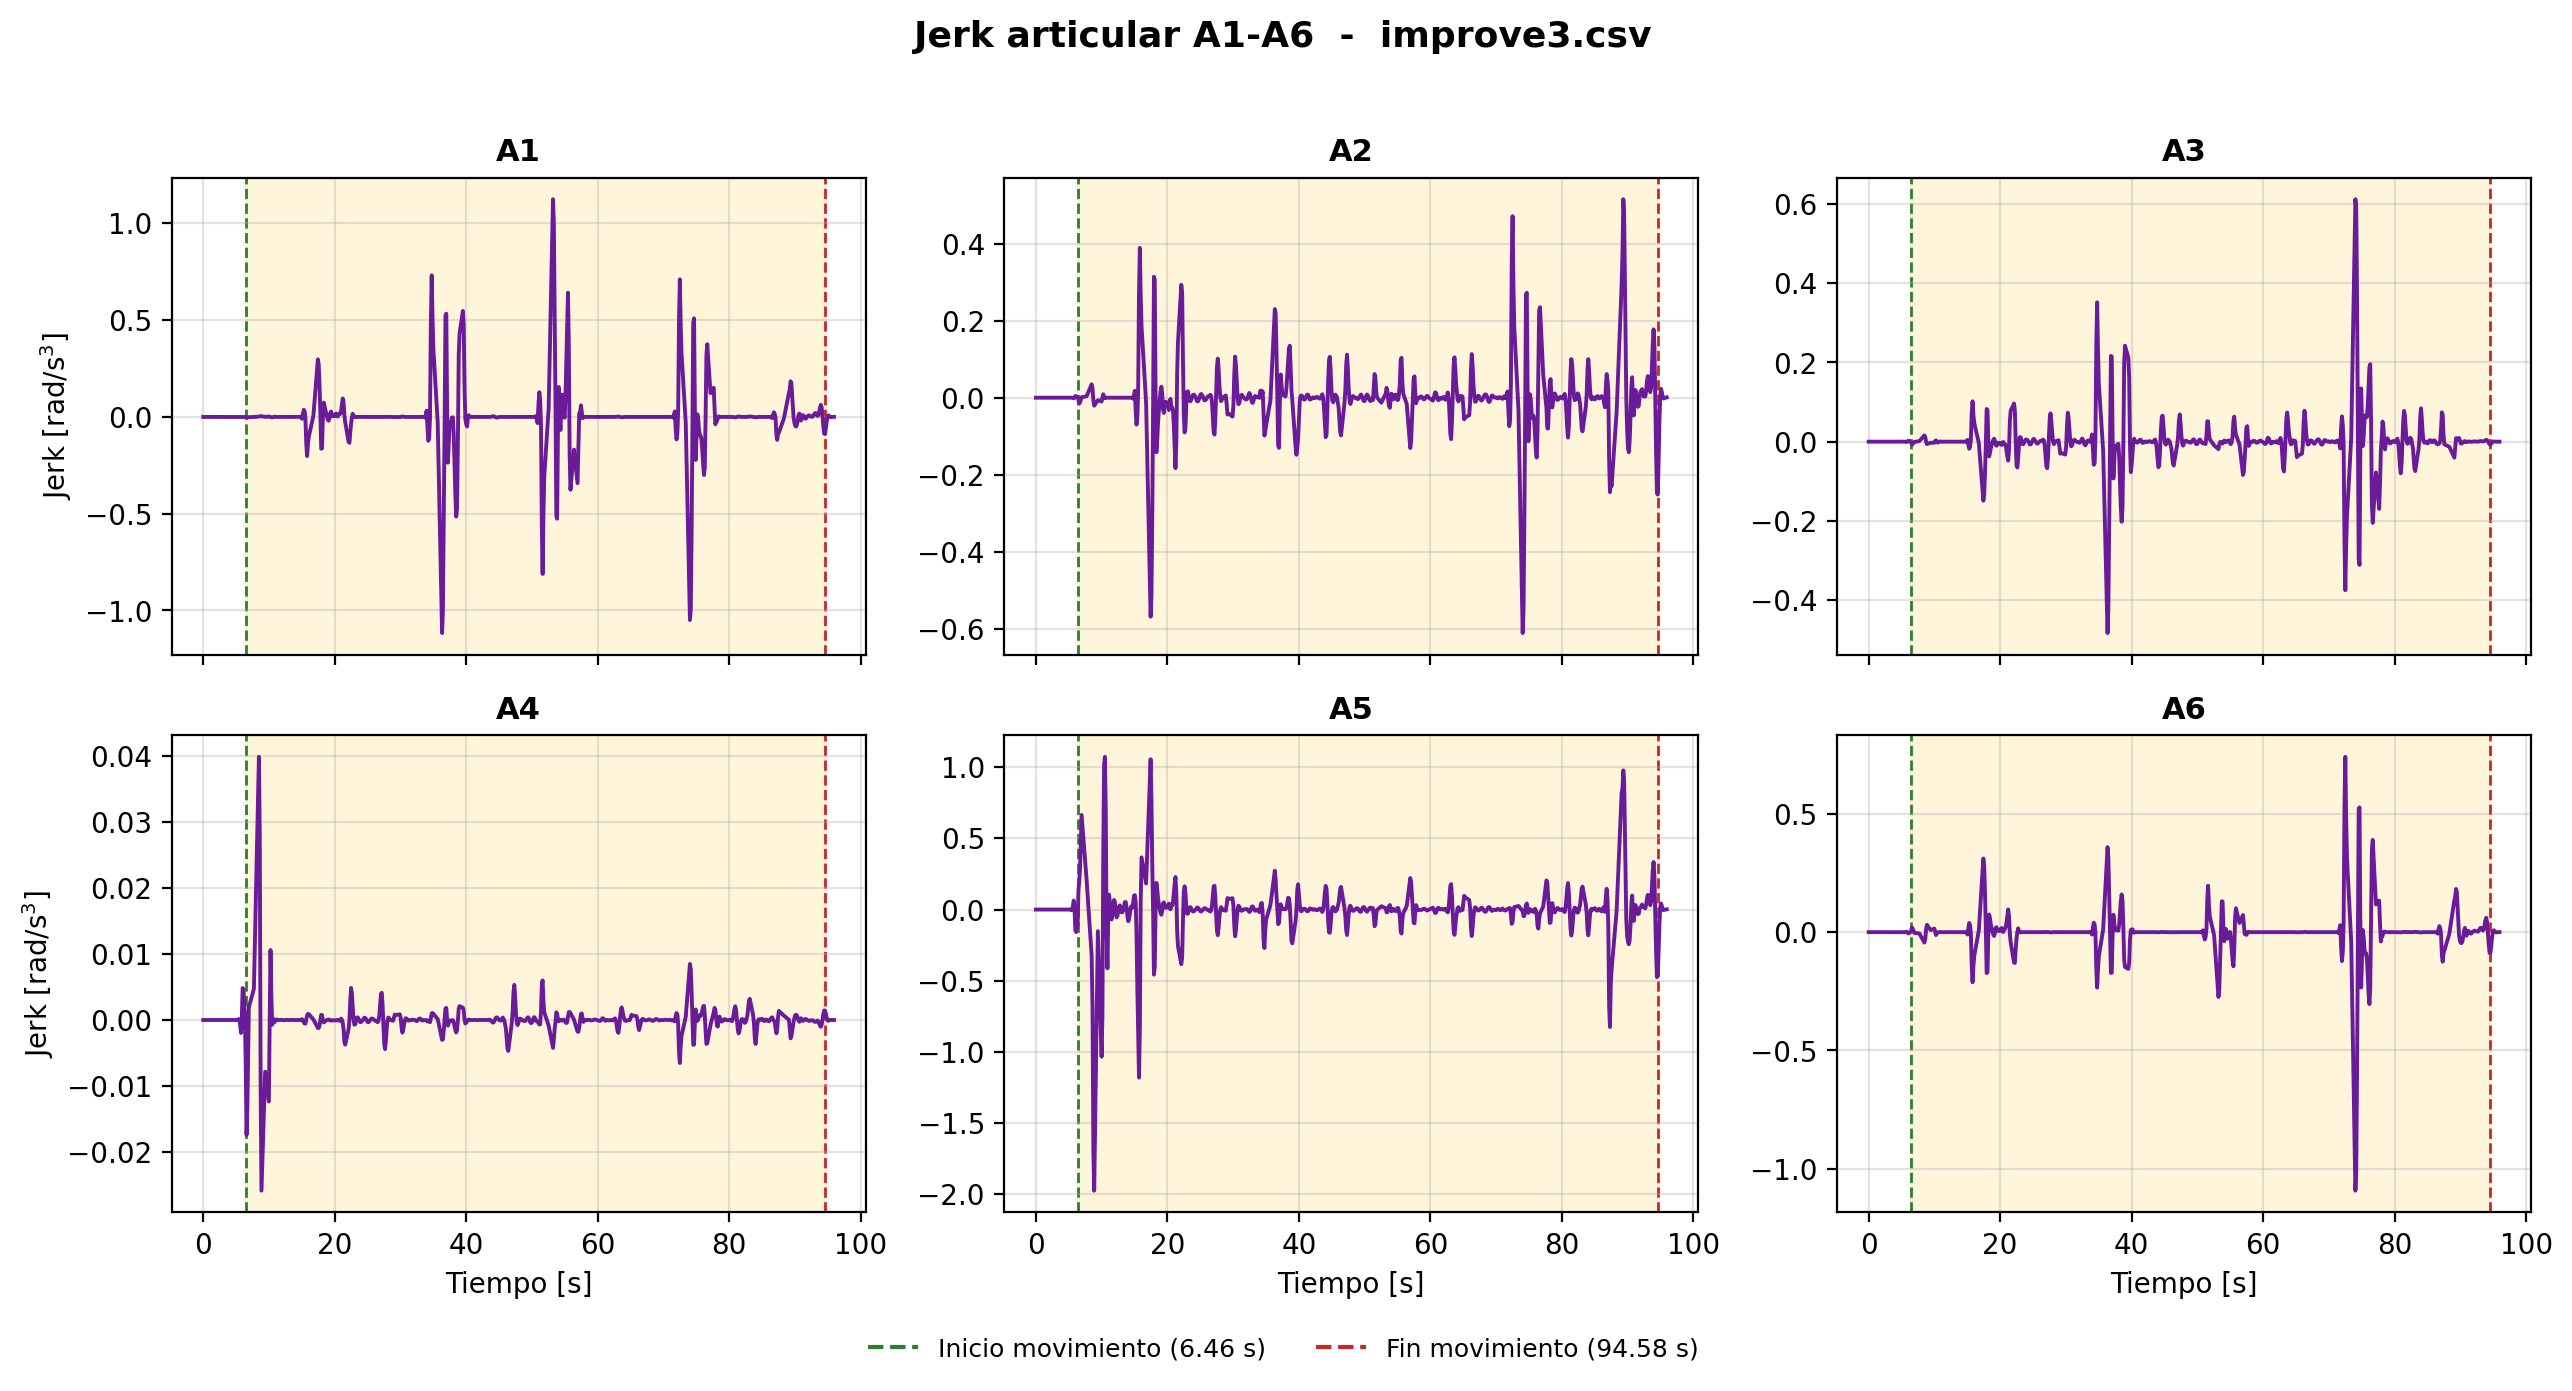 Jerk articular A1-A6  -  improve3.csv
A1
A2
A3
Jerk [rad/s³]
1.0
0.5
0.0
−0.5
−1.0
0.4
0.2
0.0
−0.2
−0.4
−0.6
0.6
0.4
0.2
0.0
−0.2
−0.4
A4
A5
A6
Jerk [rad/s³]
0.04
0.03
0.02
0.01
0.00
−0.01
−0.02
1.0
0.5
0.0
−0.5
−1.0
−1.5
−2.0
0.5
0.0
−0.5
−1.0
0 20 40 60 80 100
0 20 40 60 80 100
0 20 40 60 80 100
Tiempo [s]
Tiempo [s]
Tiempo [s]
Inicio movimiento (6.46 s)
Fin movimiento (94.58 s)